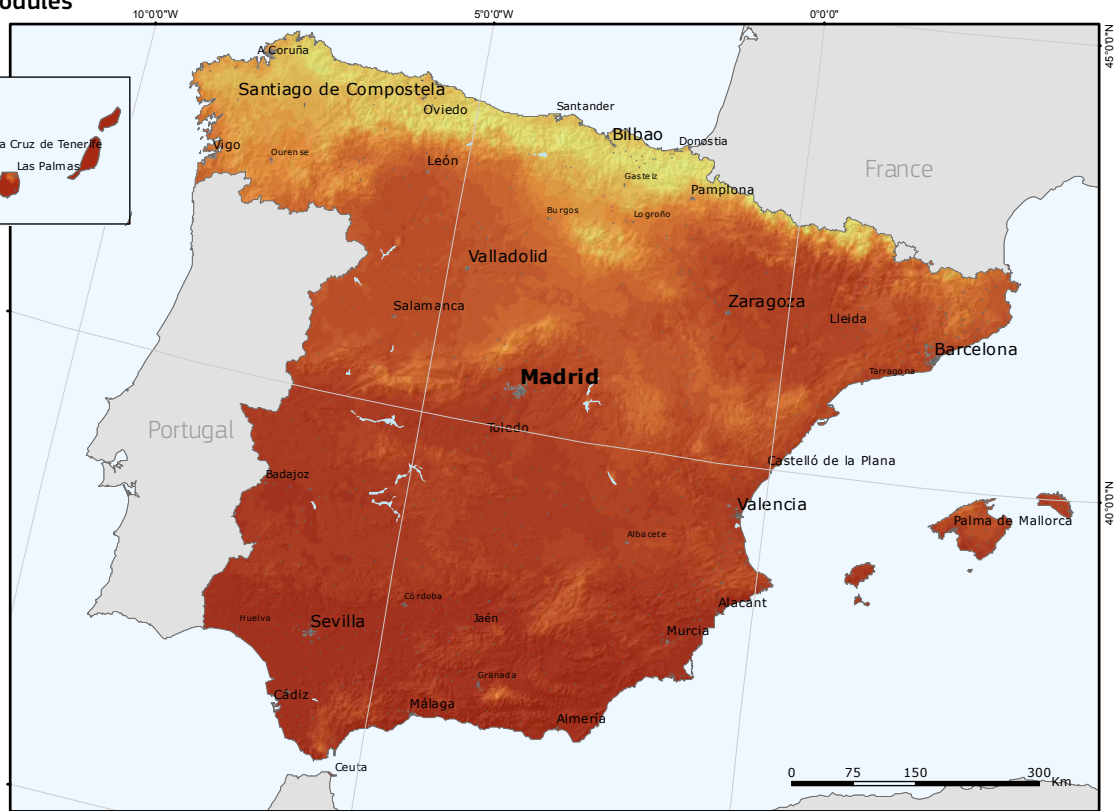 10°0'0"W 5°0'0"W 0°0'0"
45°0'0"N
A Coruña
Santiago de Compostela
Oviedo
Santander
Bilbao
Donostia
a Cruz de Tenerife
Las Palmas
Vigo
Ourense
León
Gasteiz
Pamplona
France
Burgos
Logroño
Valladolid
Salamanca
Zaragoza
Lleida
Barcelona
Tarragona
Madrid
Portugal
Toledo
Castelló de la Plana
Badajoz
Valencia
40°0'0"N
Palma de Mallorca
Albacete
Córdoba
Alacant
Huelva
Sevilla
Jaén
Murcia
Granada
Cádiz
Málaga
Almería
Ceuta
0 75 150 300
Km